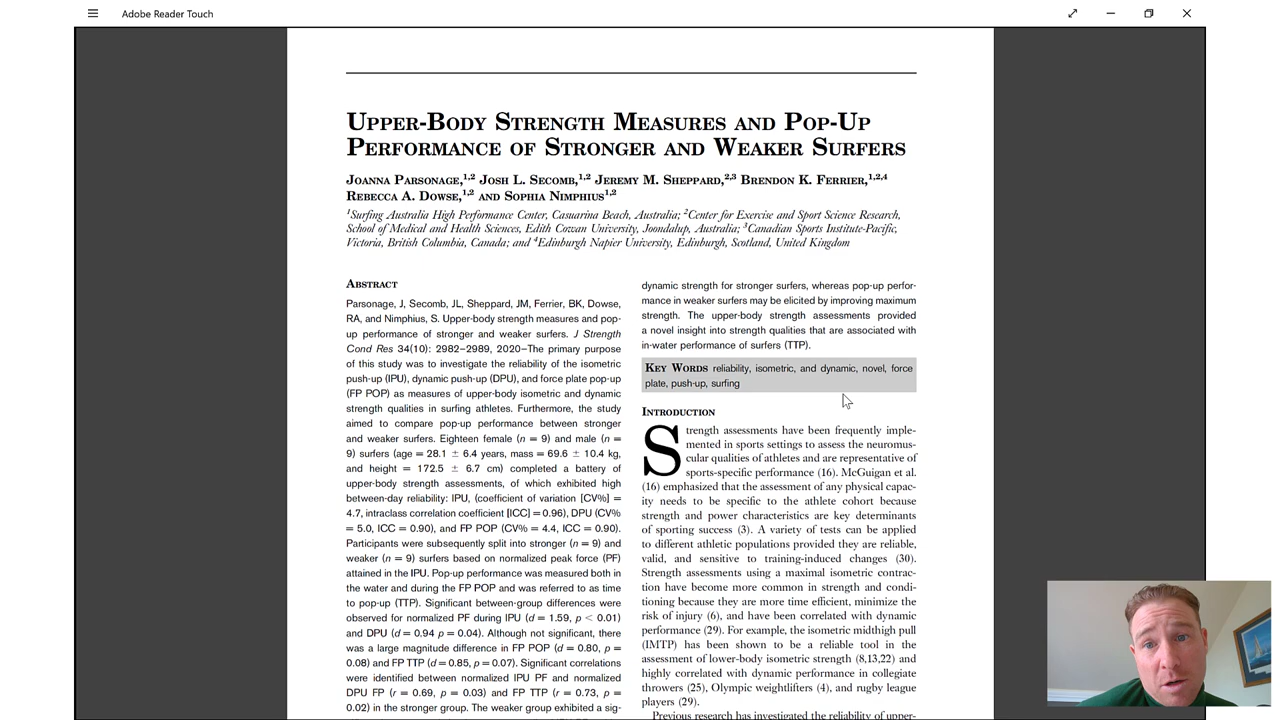 Adobe Reader Touch
Upper-Body Strength Measures and Pop-Up
Performance of Stronger and Weaker Surfers
Joanna Parsonage,1,2 Josh L. Secomb,1,2 Jeremy M. Sheppard,2,3 Brendon K. Ferrier,1,2,4
Rebecca A. Dowse,1,2 and Sophia Nimphius1,2
1Surfing Australia High Performance Center, Casuarina Beach, Australia; 2Center for Exercise and Sport Science Research,
School of Medical and Health Sciences, Edith Cowan University, Joondalup, Australia; 3Canadian Sports Institute-Pacific,
Victoria, British Columbia, Canada; and 4Edinburgh Napier University, Edinburgh, Scotland, United Kingdom
Abstract
Parsonage, J, Secomb, JL, Sheppard, JM, Ferrier, BK, Dowse,
RA, and Nimphius, S. Upper-body strength measures and pop-
up performance of stronger and weaker surfers. J Strength
Cond Res 34(10): 2982–2989, 2020—The primary purpose
of this study was to investigate the reliability of the isometric
push-up (IPU), dynamic push-up (DPU), and force plate pop-up
(FP POP) as measures of upper-body isometric and dynamic
strength qualities in surfing athletes. Furthermore, the study
aimed to compare pop-up performance between stronger
and weaker surfers. Eighteen female (n = 9) and male (n =
9) surfers (age = 28.1 ± 6.4 years, mass = 69.6 ± 10.4 kg,
and height = 172.5 ± 6.7 cm) completed a battery of
upper-body strength assessments, of which exhibited high
between-day reliability: IPU, (coefficient of variation [CV%] =
4.7, intraclass correlation coefficient [ICC] = 0.96), DPU (CV%
= 5.0, ICC = 0.90), and FP POP (CV% = 4.4, ICC = 0.90).
Participants were subsequently split into stronger (n = 9) and
weaker (n = 9) surfers based on normalized peak force (PF)
attained in the IPU. Pop-up performance was measured both in
the water and during the FP POP and was referred to as time
to pop-up (TTP). Significant between-group differences were
observed for normalized PF during IPU (d = 1.59, p < 0.01)
and DPU (d = 0.94 p = 0.04). Although not significant, there
was a large magnitude difference in FP POP (d = 0.80, p =
0.08) and FP TTP (d = 0.85, p = 0.07). Significant correlations
were identified between normalized IPU PF and normalized
DPU FP (r = 0.69, p = 0.03) and FP TTP (r = 0.73, p =
0.02) in the stronger group. The weaker group exhibited a sig-
dynamic strength for stronger surfers, whereas pop-up perfor-
mance in weaker surfers may be elicited by improving maximum
strength. The upper-body strength assessments provided
a novel insight into strength qualities that are associated with
in-water performance of surfers (TTP).
Key Words reliability, isometric, and dynamic, novel, force
plate, push-up, surfing
Introduction
Strength assessments have been frequently imple-
mented in sports settings to assess the neuromus-
cular qualities of athletes and are representative of
sports-specific performance (16). McGuigan et al.
(16) emphasized that the assessment of any physical capac-
ity needs to be specific to the athlete cohort because
strength and power characteristics are key determinants
of sporting success (3). A variety of tests can be applied
to different athletic populations provided they are reliable,
valid, and sensitive to training-induced changes (30).
Strength assessments using a maximal isometric contrac-
tion have become more common in strength and condi-
tioning because they are more time efficient, minimize the
risk of injury (6), and have been correlated with dynamic
performance (29). For example, the isometric midthigh pull
(IMTP) has been shown to be a reliable tool in the
assessment of lower-body isometric strength (8,13,22) and
highly correlated with dynamic performance in collegiate
throwers (25), Olympic weightlifters (4), and rugby league
players (29).
Previous research has investigated the reliability of upper-